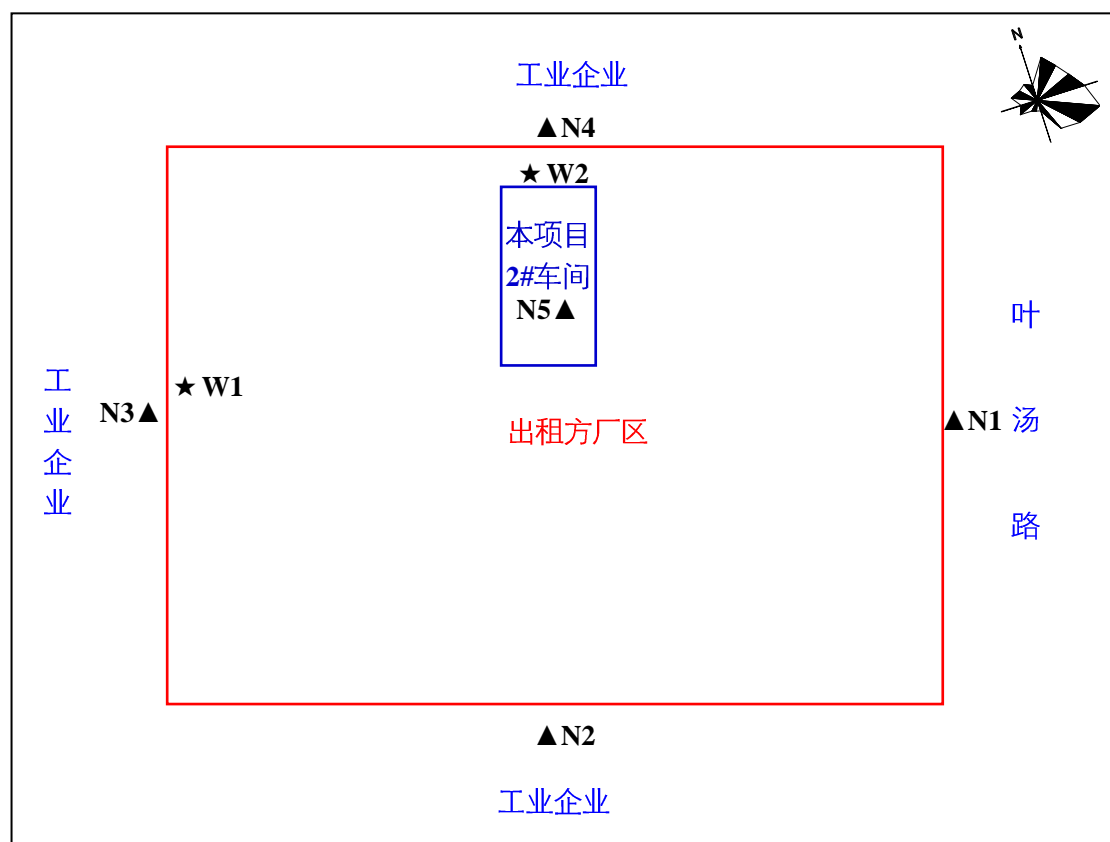 N
工业企业
▲N4
★ W2
本项目
2#车间
N5▲
叶汤路
工业企业
★ W1
N3▲
▲N1
出租方厂区
▲N2
工业企业